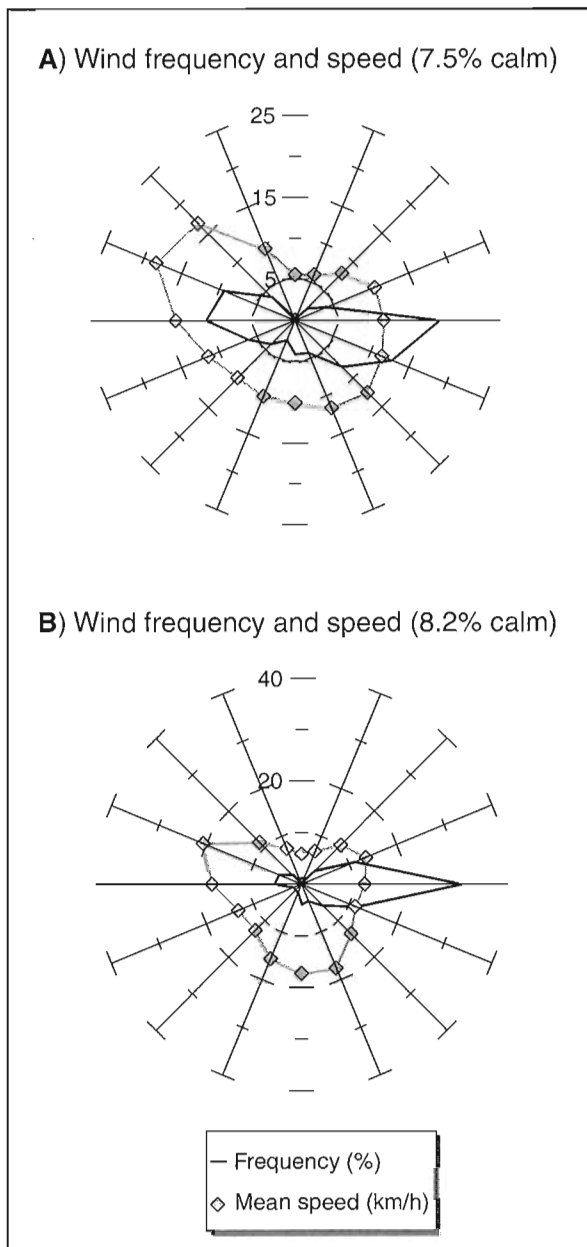 A) Wind frequency and speed (7.5% calm)
25
15
5
B) Wind frequency and speed (8.2% calm)
40
20
Frequency (%)
Mean speed (km/h)